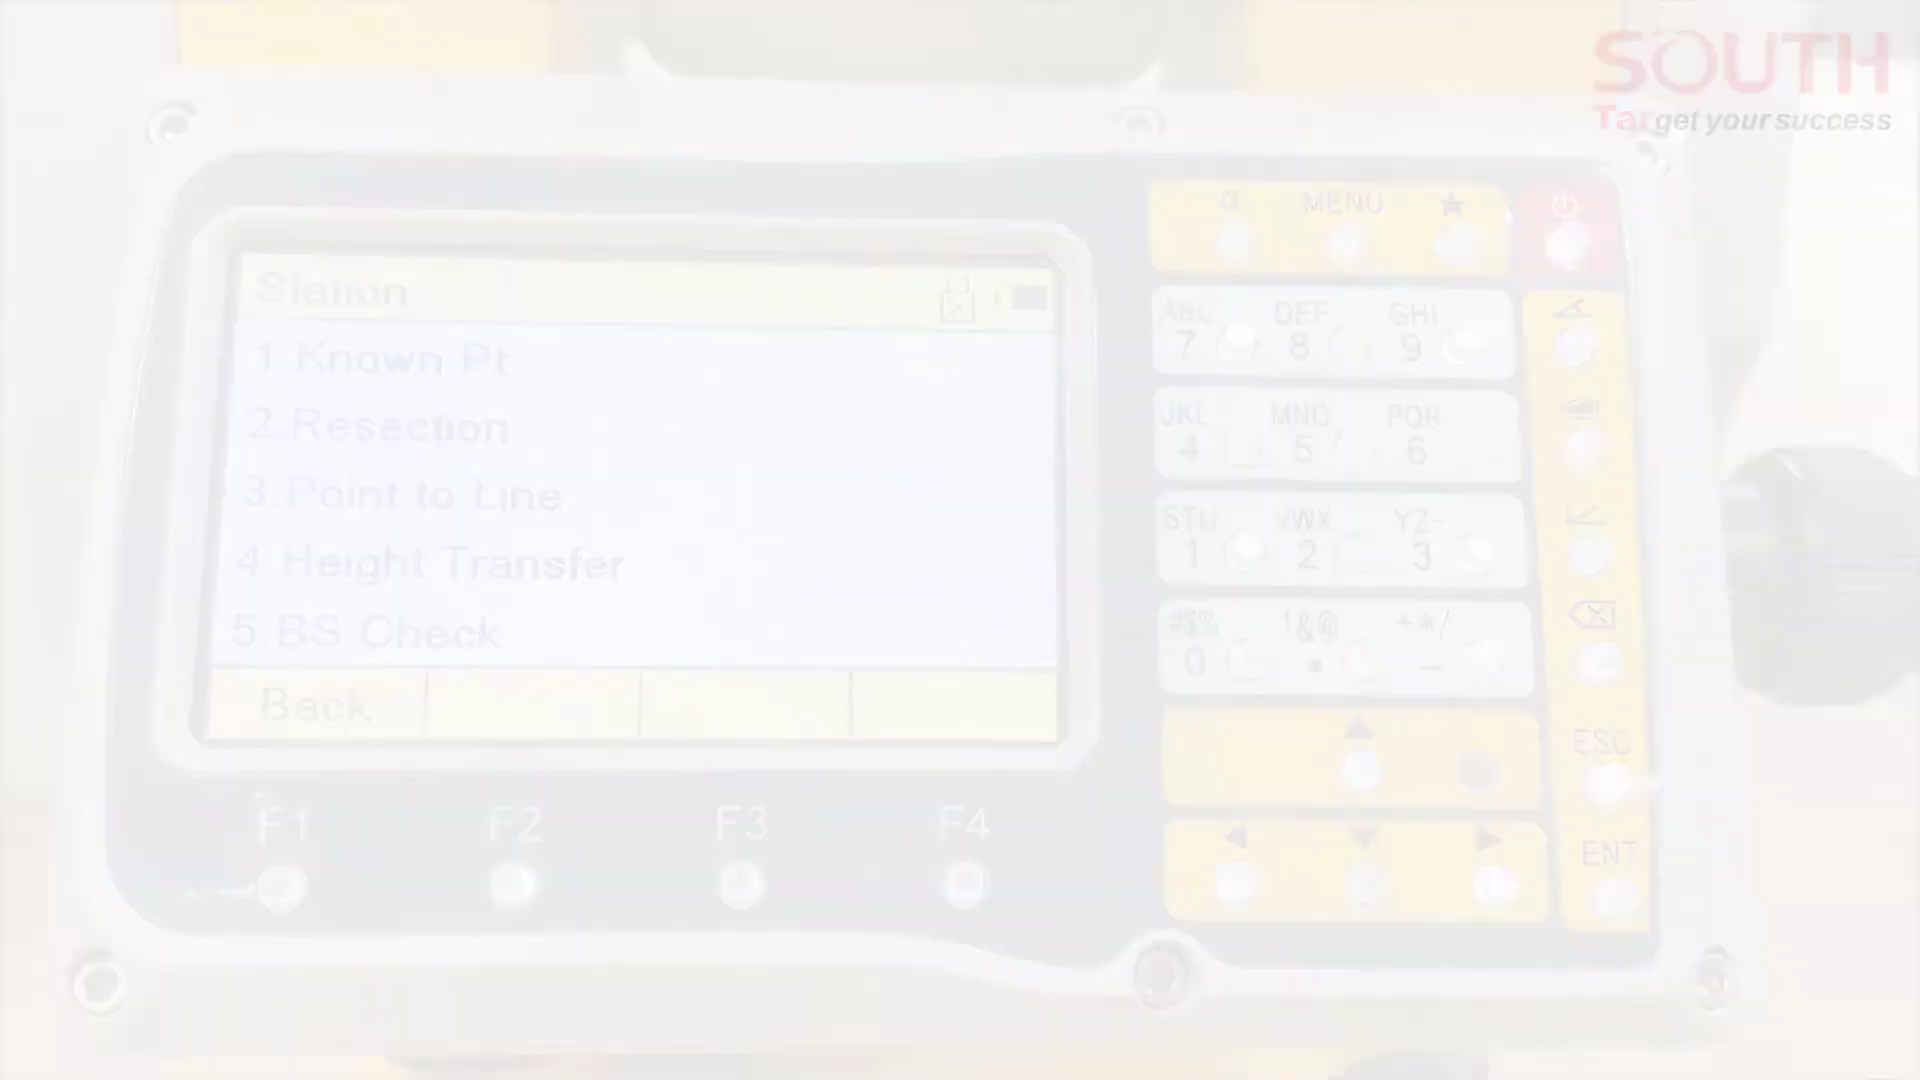 SOUTH
Target your success
α MENU ★
Station
1.Known Pt
2.Resection
3.Point to Line
4.Height Transfer
5.BS Check
Back
F1 F2 F3 F4
ABC DEF GHI
7 8 9
JKL MNO PQR
4 5 6
STU VWX YZ
1 2 3
#$% !&@ +*/
0 . -
ESC
ENT